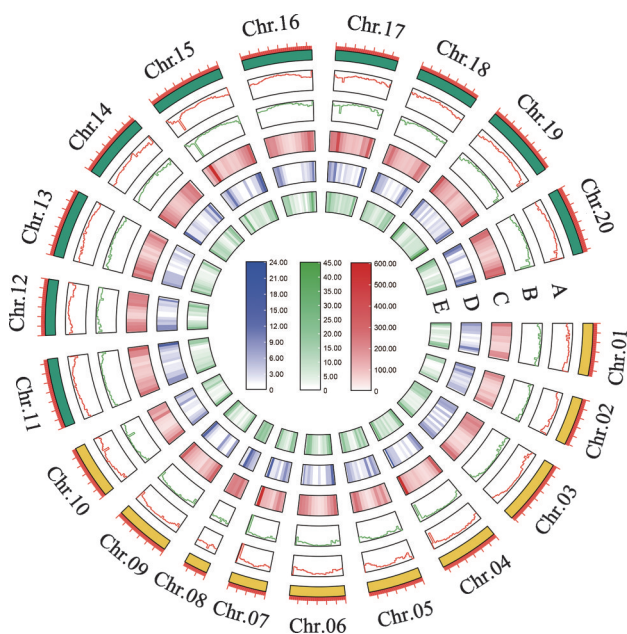 Chr.16
Chr.17
Chr.15
Chr.18
Chr.14
Chr.19
Chr.13
Chr.20
Chr.12
Chr.01
Chr.11
Chr.02
Chr.10
Chr.03
Chr.09
Chr.04
Chr.08
Chr.07
Chr.06
Chr.05
E D C B A
24.00
21.00
18.00
15.00
12.00
9.00
6.00
3.00
0
45.00
40.00
35.00
30.00
25.00
20.00
15.00
10.00
5.00
0
600.00
500.00
400.00
300.00
200.00
100.00
0